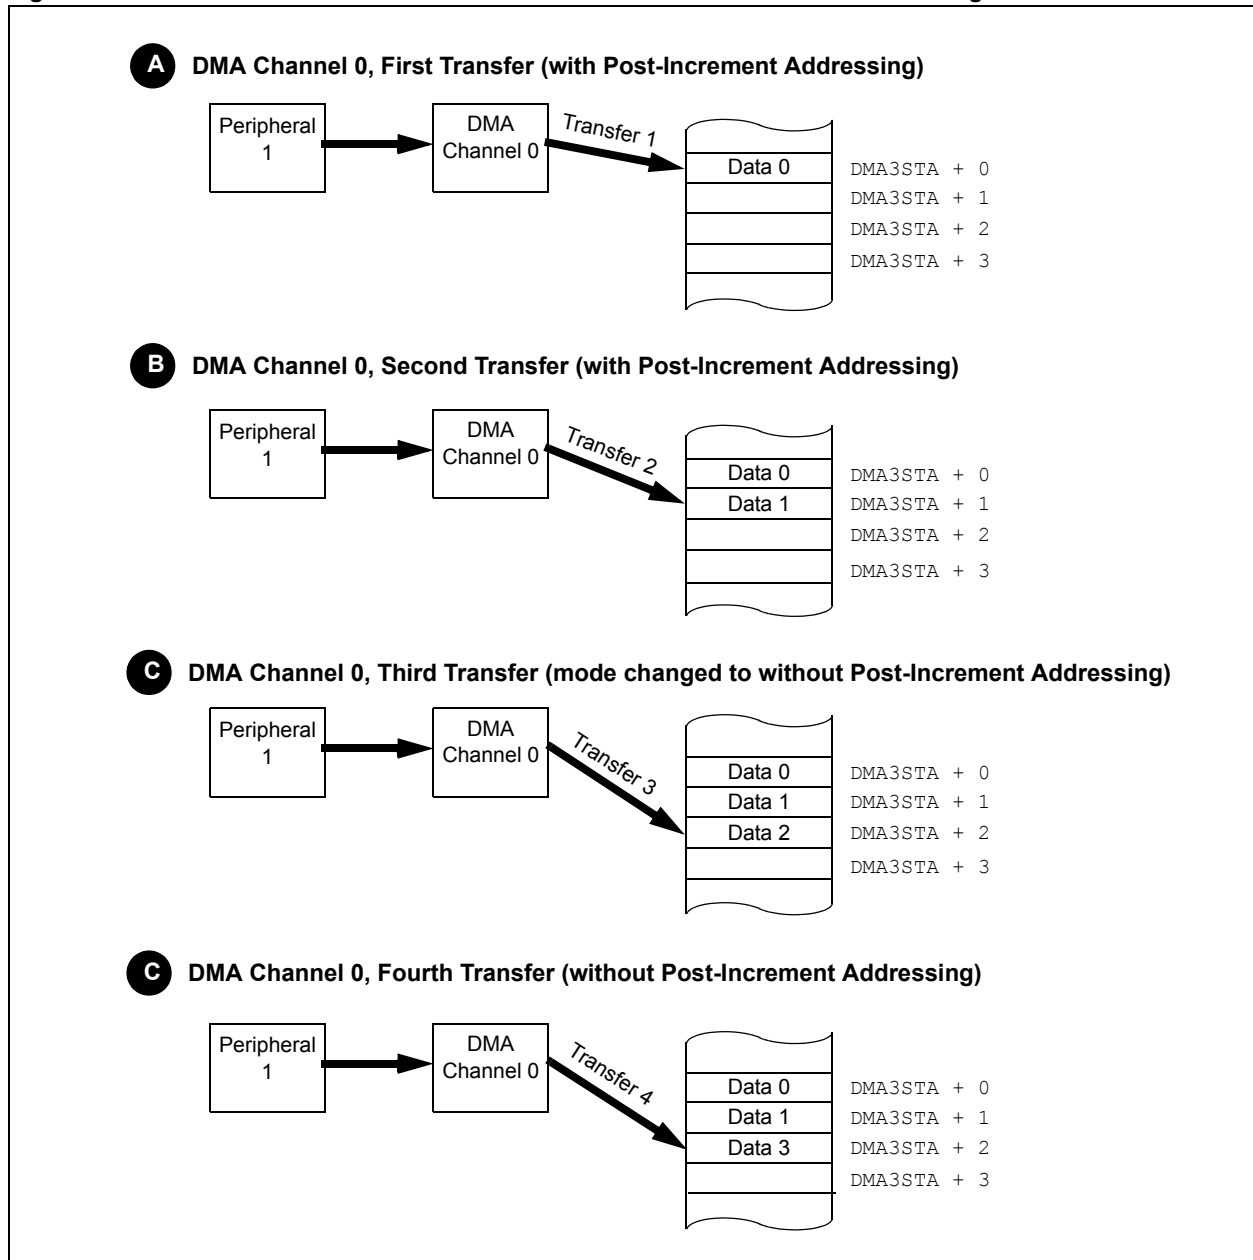 A DMA Channel 0, First Transfer (with Post-Increment Addressing)
Peripheral
1
DMA
Channel 0
Transfer 1
Data 0
DMA3STA + 0
DMA3STA + 1
DMA3STA + 2
DMA3STA + 3
B DMA Channel 0, Second Transfer (with Post-Increment Addressing)
Peripheral
1
DMA
Channel 0
Transfer 2
Data 0
DMA3STA + 0
Data 1
DMA3STA + 1
DMA3STA + 2
DMA3STA + 3
C DMA Channel 0, Third Transfer (mode changed to without Post-Increment Addressing)
Peripheral
1
DMA
Channel 0
Transfer 3
Data 0
DMA3STA + 0
Data 1
DMA3STA + 1
Data 2
DMA3STA + 2
DMA3STA + 3
C DMA Channel 0, Fourth Transfer (without Post-Increment Addressing)
Peripheral
1
DMA
Channel 0
Transfer 4
Data 0
DMA3STA + 0
Data 1
DMA3STA + 1
Data 3
DMA3STA + 2
DMA3STA + 3